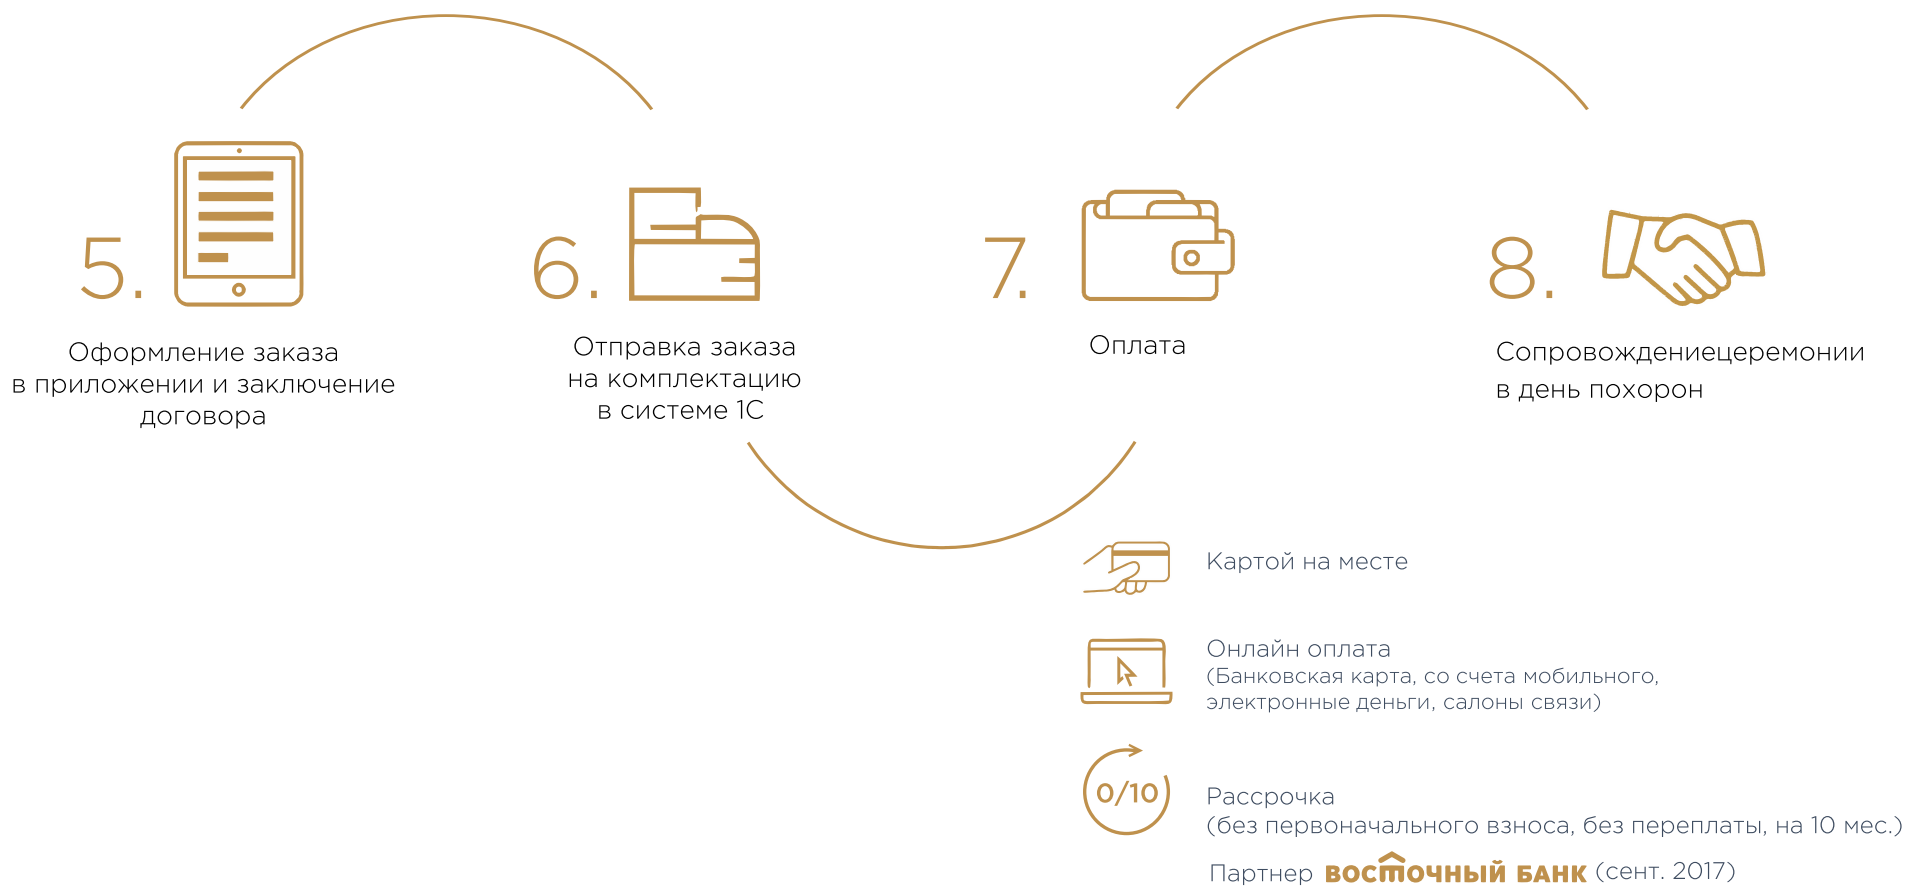 5.
Оформление заказа
в приложении и заключение
договора
6.
Отправка заказа
на комплектацию
в системе 1С
7.
Оплата
8.
Сопровождениецеремонии
в день похорон
Картой на месте
Онлайн оплата
(Банковская карта, со счета мобильного,
электронные деньги, салоны связи)
0/10
Рассрочка
(без первоначального взноса, без переплаты, на 10 мес.)
Партнер ВОСТОЧНЫЙ БАНК (сент. 2017)